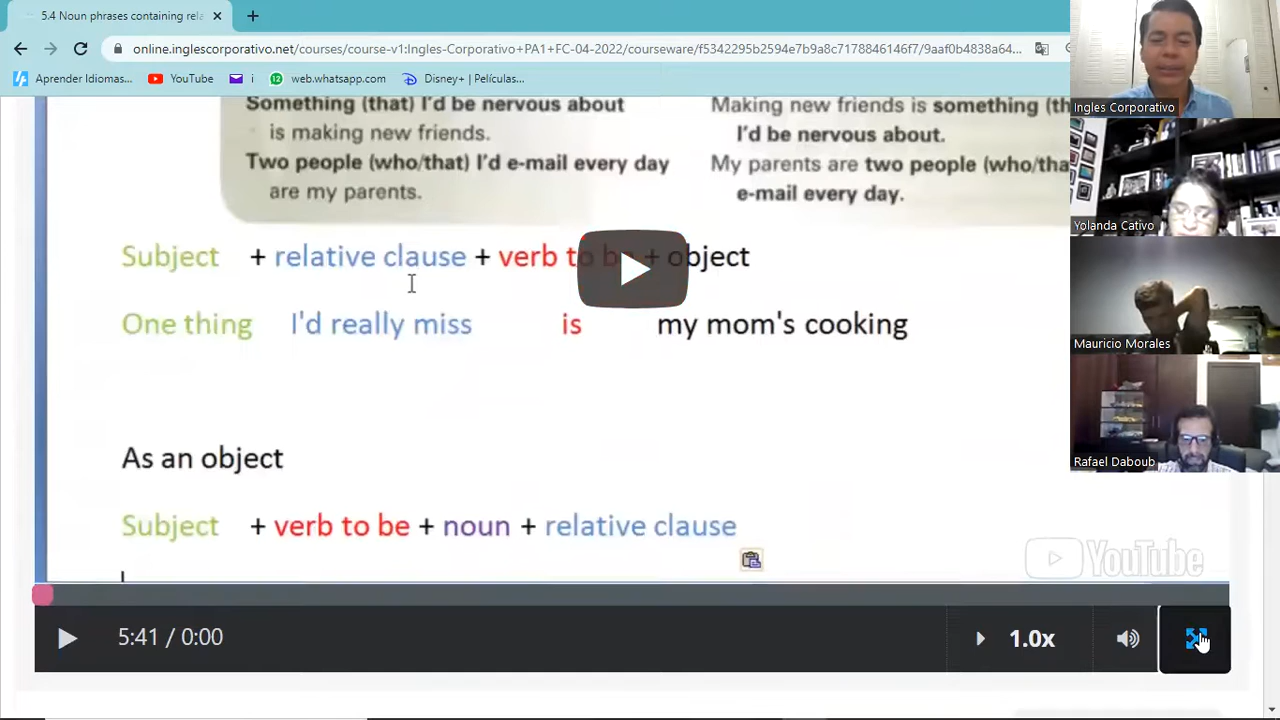 5.4 Noun phrases containing rela
online.inglescorporativo.net/courses/course-v1:Ingles-Corporativo+PA1+FC-04-2022/courseware/f5342295b2594e7b9a8c7178846146f7/9aaf0b4838a64...
Aprender Idiomas...
YouTube
i
web.whatsapp.com
Disney+ | Películas...
Something (that) I'd be nervous about
is making new friends.
Two people (who/that) I'd e-mail every day
are my parents.
Making new friends is something (th
I'd be nervous about.
My parents are two people (who/tha
e-mail every day.
Subject + relative clause + verb to be + object
One thing I'd really miss is my mom's cooking
As an object
Subject + verb to be + noun + relative clause
YouTube
5:41 / 0:00
1.0x
Ingles Corporativo
Yolanda Cativo
Mauricio Morales
Rafael Daboub